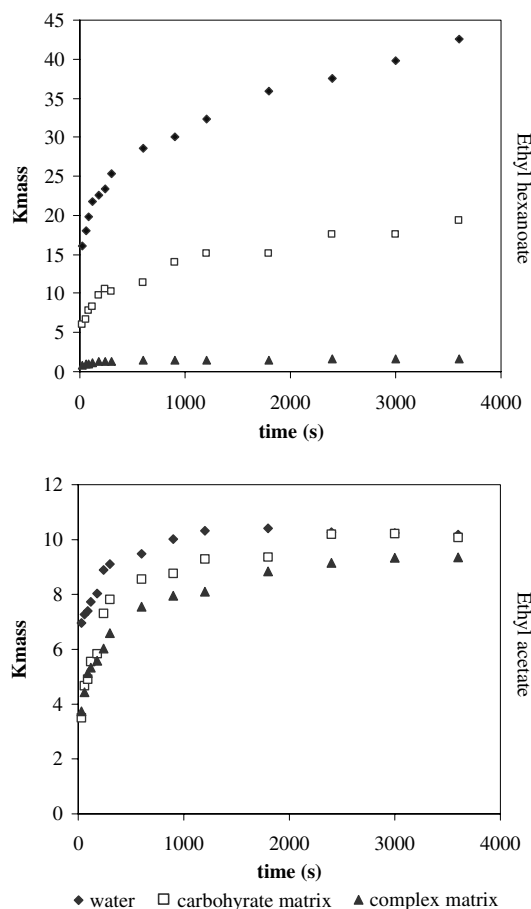 45
40
35
30
25
20
15
10
5
0
Kmass
0 1000 2000 3000 4000
time (s)
Ethyl hexanoate
12
10
8
6
4
2
0
Kmass
0 1000 2000 3000 4000
time (s)
Ethyl acetate
water carbohyrate matrix complex matrix